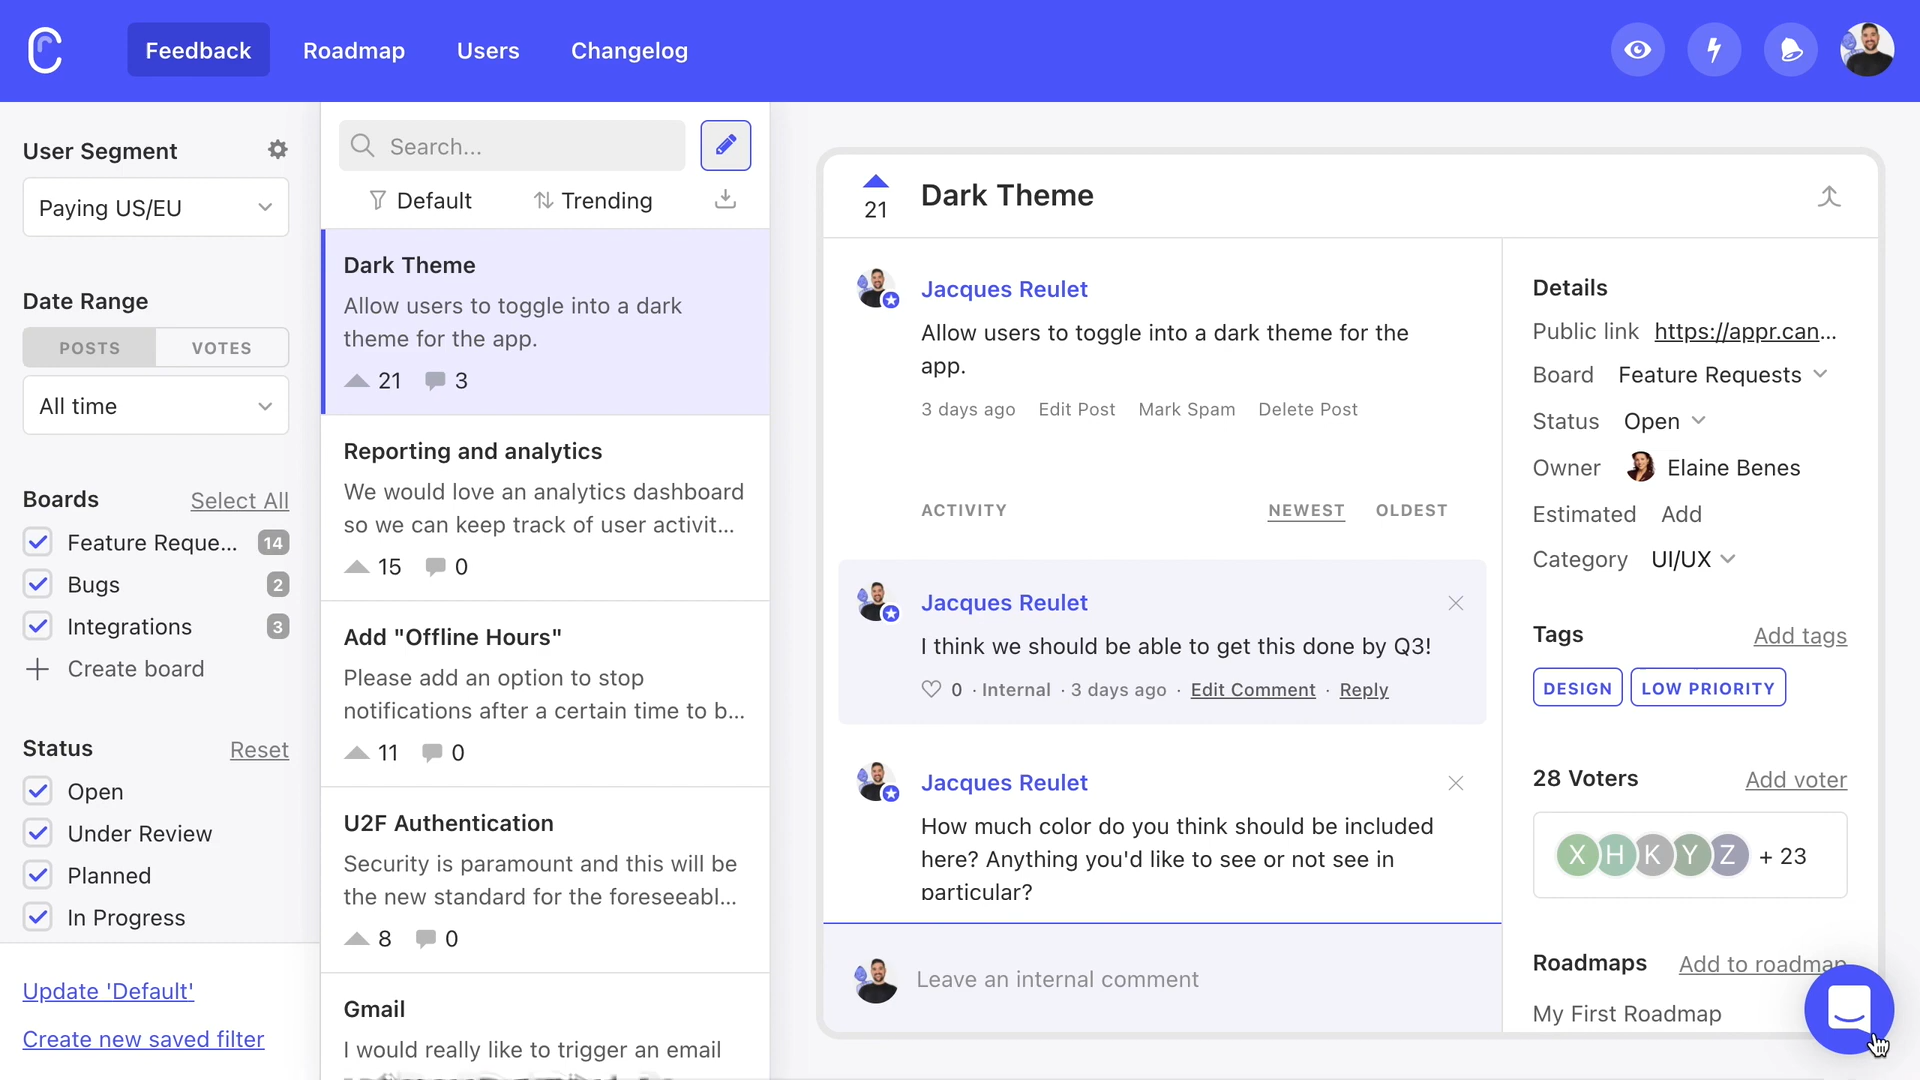 Feedback
Roadmap
Users
Changelog
User Segment
Paying US/EU
Date Range
POSTS
VOTES
All time
Boards
Select All
Feature Reque...
14
Bugs
2
Integrations
3
Create board
Status
Reset
Open
Under Review
Planned
In Progress
Update 'Default'
Create new saved filter
Search...
Default
Trending
Dark Theme
Allow users to toggle into a dark
theme for the app.
21
3
Reporting and analytics
We would love an analytics dashboard
so we can keep track of user activit...
15
0
Add "Offline Hours"
Please add an option to stop
notifications after a certain time to b...
11
0
U2F Authentication
Security is paramount and this will be
the new standard for the foreseeabl...
8
0
Gmail
I would really like to trigger an email
21
Dark Theme
Jacques Reulet
Allow users to toggle into a dark theme for the
app.
3 days ago
Edit Post
Mark Spam
Delete Post
ACTIVITY
NEWEST
OLDEST
Jacques Reulet
I think we should be able to get this done by Q3!
0 · Internal · 3 days ago · Edit Comment · Reply
Jacques Reulet
How much color do you think should be included
here? Anything you'd like to see or not see in
particular?
Leave an internal comment
Details
Public link https://appr.can...
Board Feature Requests
Status Open
Owner Elaine Benes
Estimated Add
Category UI/UX
Tags
Add tags
DESIGN
LOW PRIORITY
28 Voters
Add voter
X H K Y Z + 23
Roadmaps
Add to roadmap
My First Roadmap